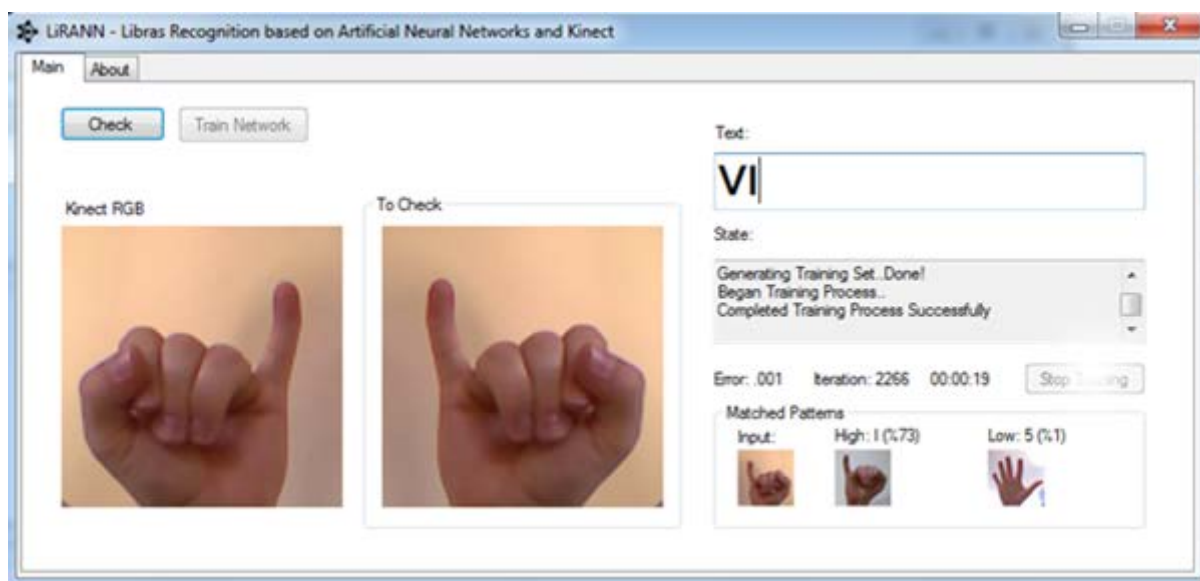 LiRANN - Libras Recognition based on Artificial Neural Networks and Kinect
Main About
Check Train Network
Text:
VI
Kinect RGB To Check
State:
Generating Training Set..Done!
Began Training Process..
Completed Training Process Successfully
Error: .001 Iteration: 2266 00:00:19 Stop
Matched Patterns
Input: High: I (%73) Low: 5 (%1)